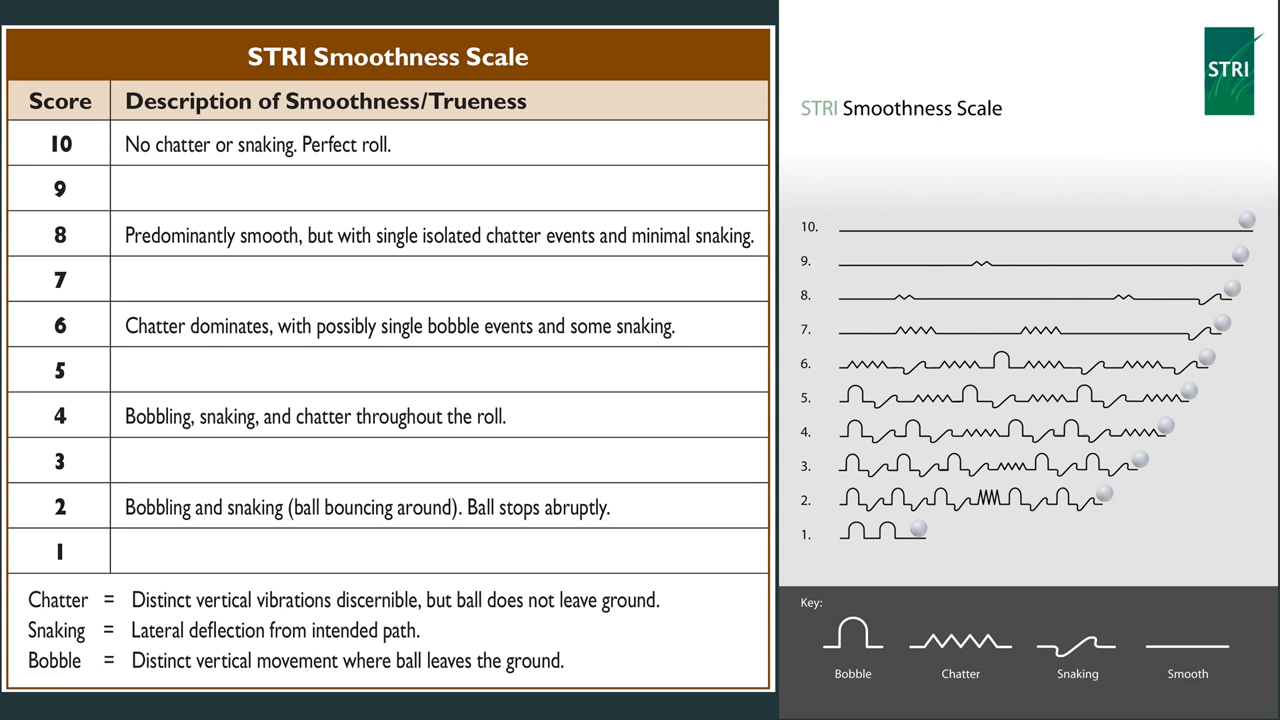 STRI Smoothness Scale
Score Description of Smoothness/Trueness
10 No chatter or snaking. Perfect roll.
9
8 Predominantly smooth, but with single isolated chatter events and minimal snaking.
7
6 Chatter dominates, with possibly single bobble events and some snaking.
5
4 Bobbling, snaking, and chatter throughout the roll.
3
2 Bobbling and snaking (ball bouncing around). Ball stops abruptly.
1
Chatter = Distinct vertical vibrations discernible, but ball does not leave ground.
Snaking = Lateral deflection from intended path.
Bobble = Distinct vertical movement where ball leaves the ground.
STRI
STRI Smoothness Scale
10.
9.
8.
7.
6.
5.
4.
3.
2.
1.
Key:
Bobble Chatter Snaking Smooth